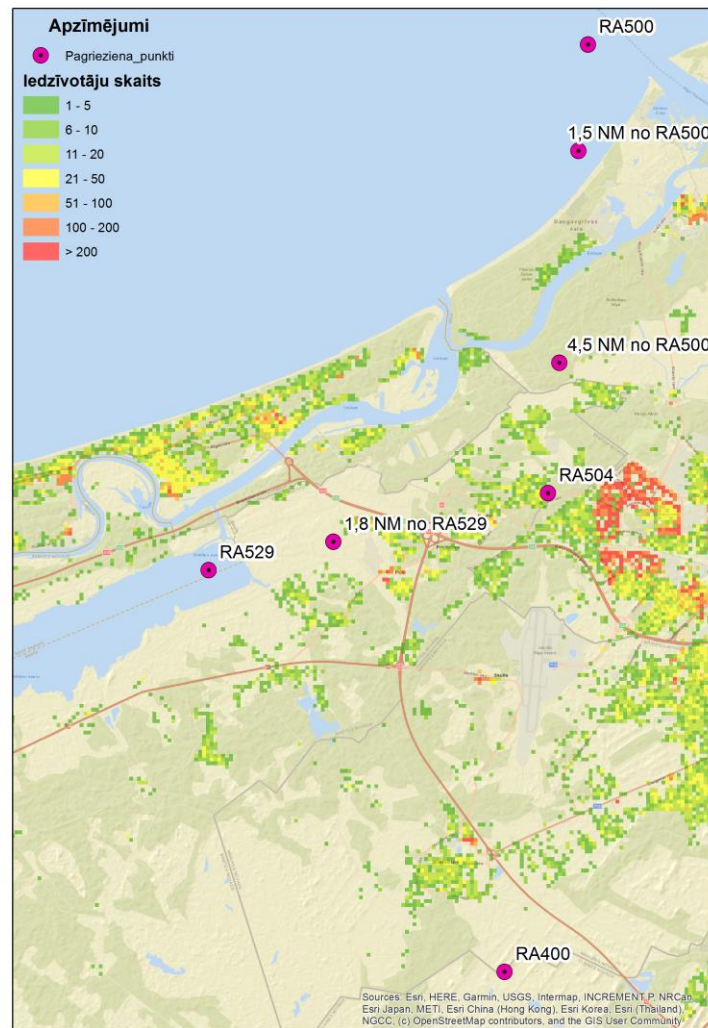 Apzīmējumi
Pagrieziena_punkti
Iedzīvotāju skaits
1 - 5
6 - 10
11 - 20
21 - 50
51 - 100
100 - 200
> 200
RA500
1,5 NM no RA500
4,5 NM no RA500
RA504
1,8 NM no RA529
RA529
RA400
Sources: Esri, HERE, Garmin, USGS, Intermap, INCREMENT P, NRCan,
Esri Japan, METI, Esri China (Hong Kong), Esri Korea, Esri (Thailand),
NGCC, (c) OpenStreetMap contributors, and the GIS User Community